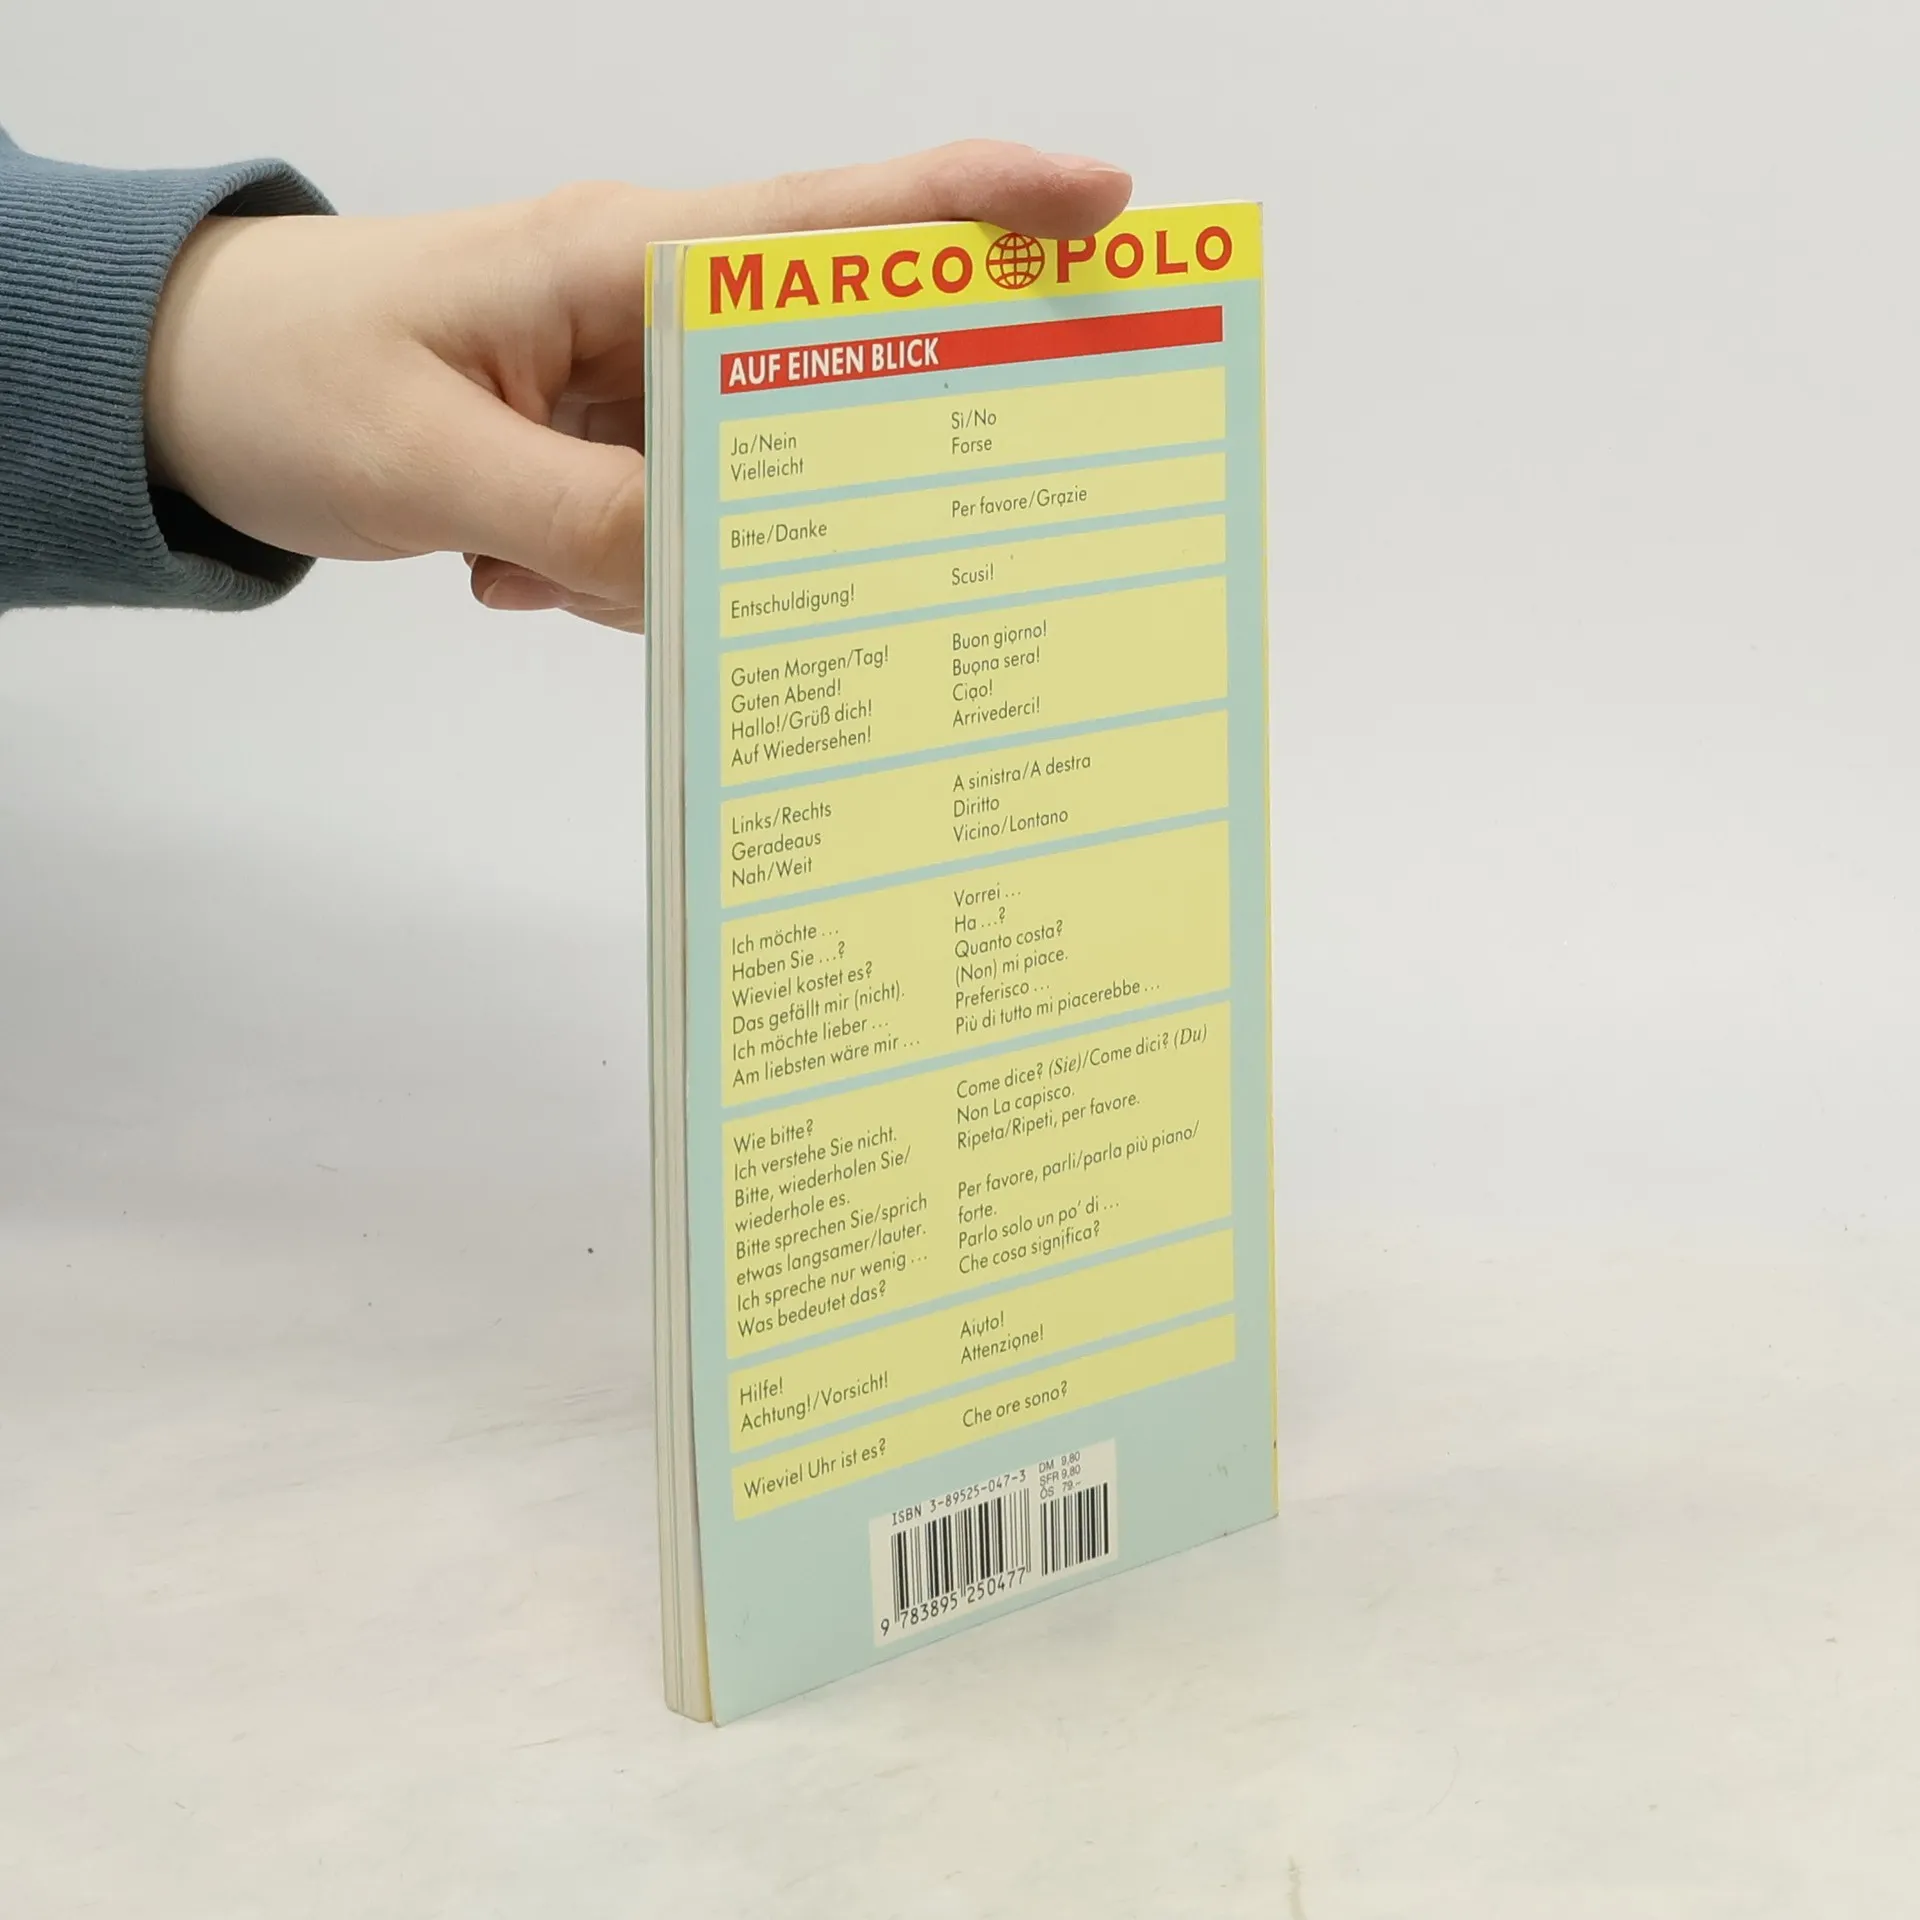 MARCO POLO
AUF EINEN BLICK
Ja/Nein Sì/No
Vielleicht Forse
Bitte/Danke Per favore/Grazie
Entschuldigung! Scusi!
Guten Morgen/Tag! Buon giorno!
Guten Abend! Buona sera!
Hallo!/Grüß dich! Ciao!
Auf Wiedersehen! Arrivederci!
Links/Rechts A sinistra/A destra
Geradeaus Diritto
Nah/Weit Vicino/Lontano
Ich möchte ... Vorrei ...
Haben Sie ...? Ha ...?
Wieviel kostet es? Quanto costa?
Das gefällt mir (nicht). (Non) mi piace.
Ich möchte lieber ... Preferisco ...
Am liebsten wäre mir ... Più di tutto mi piacerebbe ...
Wie bitte? Come dice? (Sie)/Come dici? (Du)
Ich verstehe Sie nicht. Non La capisco.
Bitte, wiederholen Sie/ Ripeta/Ripeti, per favore.
wiederhole es.
Bitte sprechen Sie/sprich Per favore, parli/parla più piano/
etwas langsamer/lauter. forte.
Ich spreche nur wenig ... Parlo solo un po' di ...
Was bedeutet das? Che cosa significa?
Hilfe! Aiuto!
Achtung!/Vorsicht! Attenzione!
Wieviel Uhr ist es? Che ore sono?
ISBN 3-89525-047-3
DM 9,80
SFR 9,80
ÖS 79,-
9 783895 250477